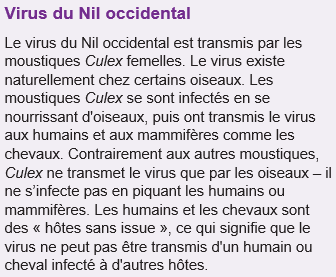 Virus du Nil occidental
Le virus du Nil occidental est transmis par les
moustiques Culex femelles. Le virus existe
naturellement chez certains oiseaux. Les
moustiques Culex se sont infectés en se
nourrissant d'oiseaux, puis ont transmis le virus
aux humains et aux mammifères comme les
chevaux. Contrairement aux autres moustiques,
Culex ne transmet le virus que par les oiseaux – il
ne s'infecte pas en piquant les humains ou
mammifères. Les humains et les chevaux sont
des « hôtes sans issue », ce qui signifie que le
virus ne peut pas être transmis d'un humain ou
cheval infecté à d'autres hôtes.